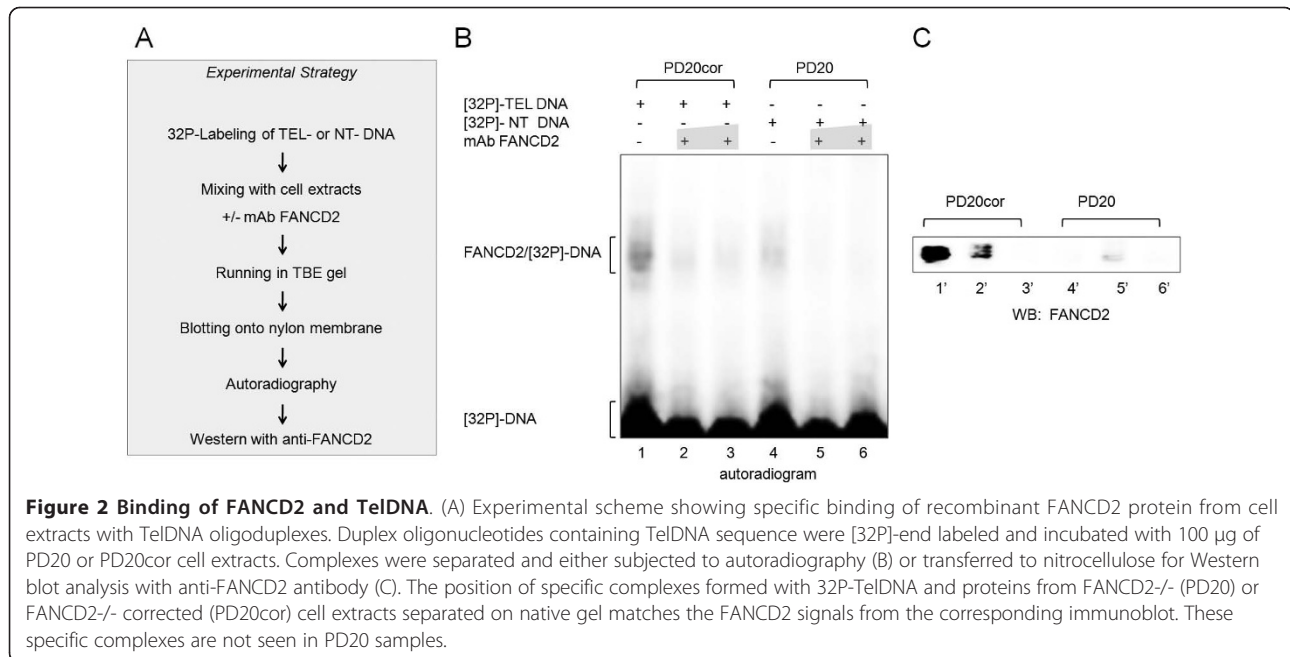 A
Experimental Strategy
32P-Labeling of TEL- or NT- DNA
Mixing with cell extracts
+/- mAb FANCD2
Running in TBE gel
Blotting onto nylon membrane
Autoradiography
Western with anti-FANCD2
B
PD20cor PD20
[32P]-TEL DNA + + + - - -
[32P]- NT DNA - - - + + +
mAb FANCD2 - + + - + +
FANCD2/[32P]-DNA
[32P]-DNA
1 2 3 4 5 6
autoradiogram
C
PD20cor PD20
1' 2' 3' 4' 5' 6'
WB: FANCD2
Figure 2 Binding of FANCD2 and TelDNA. (A) Experimental scheme showing specific binding of recombinant FANCD2 protein from cell
extracts with TelDNA oligoduplexes. Duplex oligonucleotides containing TelDNA sequence were [32P]-end labeled and incubated with 100 μg of
PD20 or PD20cor cell extracts. Complexes were separated and either subjected to autoradiography (B) or transferred to nitrocellulose for Western
blot analysis with anti-FANCD2 antibody (C). The position of specific complexes formed with 32P-TelDNA and proteins from FANCD2-/- (PD20) or
FANCD2-/- corrected (PD20cor) cell extracts separated on native gel matches the FANCD2 signals from the corresponding immunoblot. These
specific complexes are not seen in PD20 samples.